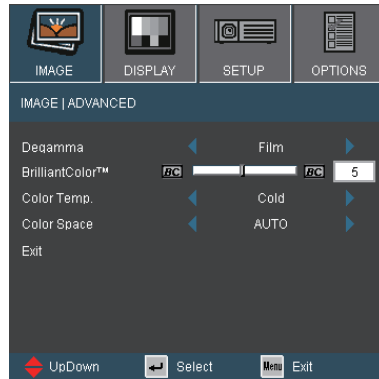 IMAGE DISPLAY SETUP OPTIONS
IMAGE | ADVANCED
Degamma Film
BrilliantColor™ BC BC 5
Color Temp. Cold
Color Space AUTO
Exit
UpDown Select Menu Exit